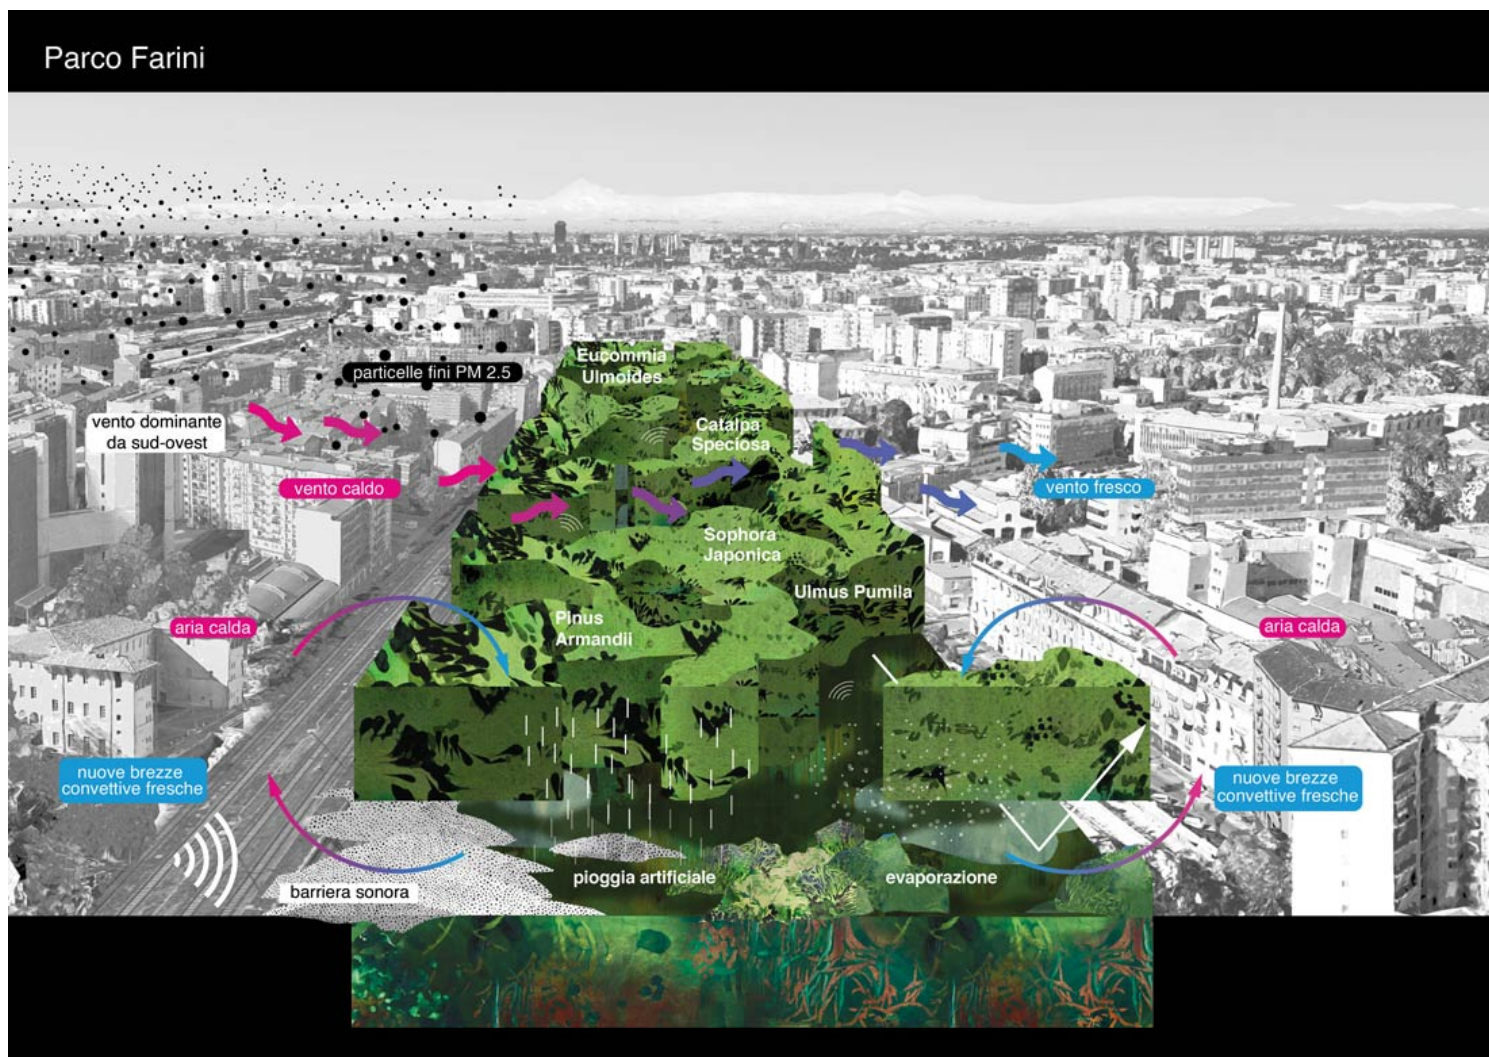 Parco Farini
Eucommia
Ulmoides
particelle fini PM 2.5
vento dominante
da sud-ovest
Catalpa
Speciosa
vento caldo
vento fresco
Sophora
Japonica
Ulmus Pumila
Pinus
Armandii
aria calda
aria calda
nuove brezze
convettive fresche
nuove brezze
convettive fresche
pioggia artificiale
evaporazione
barriera sonora